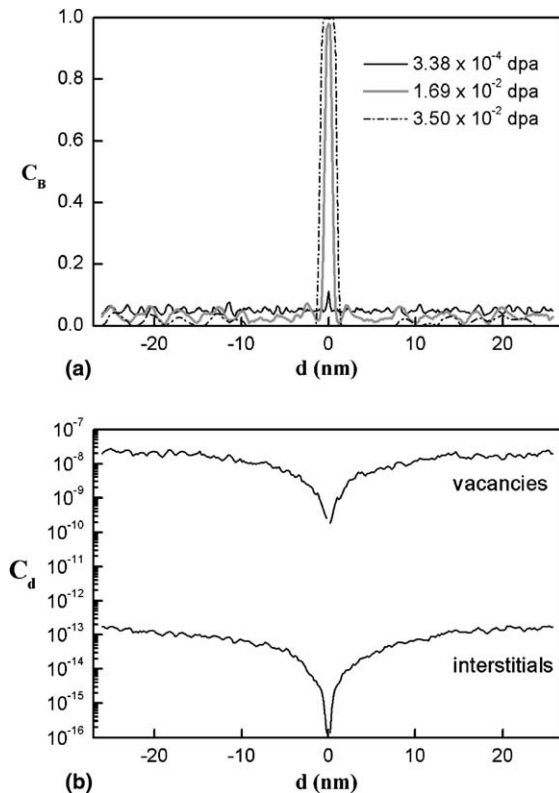 1.0
0.8
0.6
0.4
0.2
0.0
C_B
3.38 x 10⁻⁴ dpa
1.69 x 10⁻² dpa
3.50 x 10⁻² dpa
-20 -10 0 10 20
(a) d (nm)
10⁻⁷
10⁻⁸
10⁻⁹
10⁻¹⁰
10⁻¹¹
10⁻¹²
10⁻¹³
10⁻¹⁴
10⁻¹⁵
10⁻¹⁶
C_d
vacancies
interstitials
-20 -10 0 10 20
(b) d (nm)